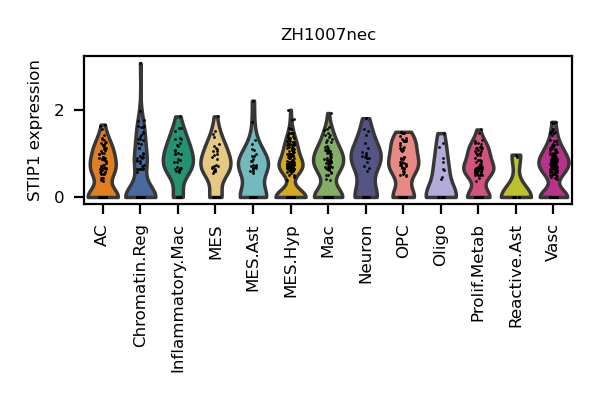 ZH1007nec
STIP1 expression
2
0
AC
Chromatin.Reg
Inflammatory.Mac
MES
MES.Ast
MES.Hyp
Mac
Neuron
OPC
Oligo
Prolif.Metab
Reactive.Ast
Vasc